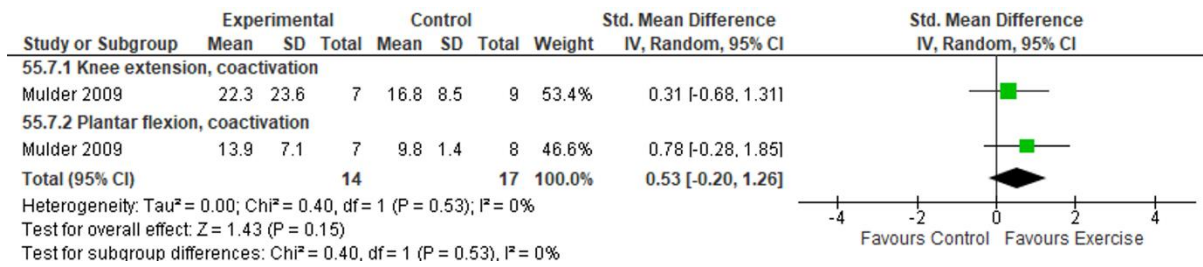 Experimental Control Std. Mean Difference Std. Mean Difference
Study or Subgroup Mean SD Total Mean SD Total Weight IV, Random, 95% CI IV, Random, 95% CI
55.7.1 Knee extension, coactivation
Mulder 2009 22.3 23.6 7 16.8 8.5 9 53.4% 0.31 [-0.68, 1.31]
55.7.2 Plantar flexion, coactivation
Mulder 2009 13.9 7.1 7 9.8 1.4 8 46.6% 0.78 [-0.28, 1.85]
Total (95% CI) 14 17 100.0% 0.53 [-0.20, 1.26]
Heterogeneity: Tau² = 0.00; Chi² = 0.40, df = 1 (P = 0.53); I² = 0%
Test for overall effect: Z = 1.43 (P = 0.15)
Test for subgroup differences: Chi² = 0.40, df = 1 (P = 0.53), I² = 0%
-4 -2 0 2 4
Favours Control Favours Exercise